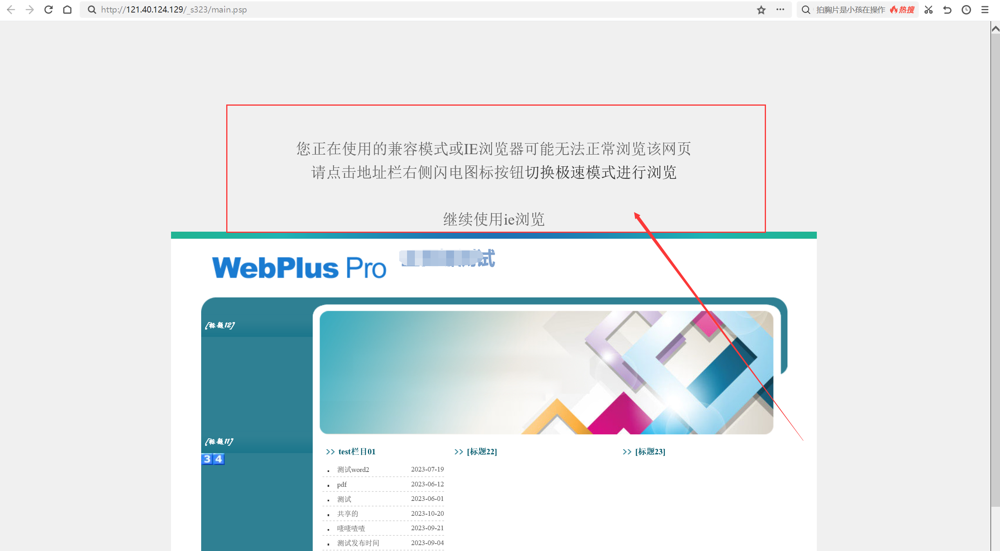 http://121.40.124.129/_s323/main.psp
拍胸片是小孩在操作 热搜
您正在使用的兼容模式或IE浏览器可能无法正常浏览该网页
请点击地址栏右侧闪电图标按钮切换极速模式进行浏览
继续使用ie浏览
WebPlus Pro
试
[标题12]
[标题11]
3 4
>> test栏目01
测试word2 2023-07-19
pdf 2023-06-12
测试 2023-06-01
共享的 2023-10-20
喽喽喳喳 2023-09-21
测试发布时间 2023-09-04
>> [标题22]
>> [标题23]